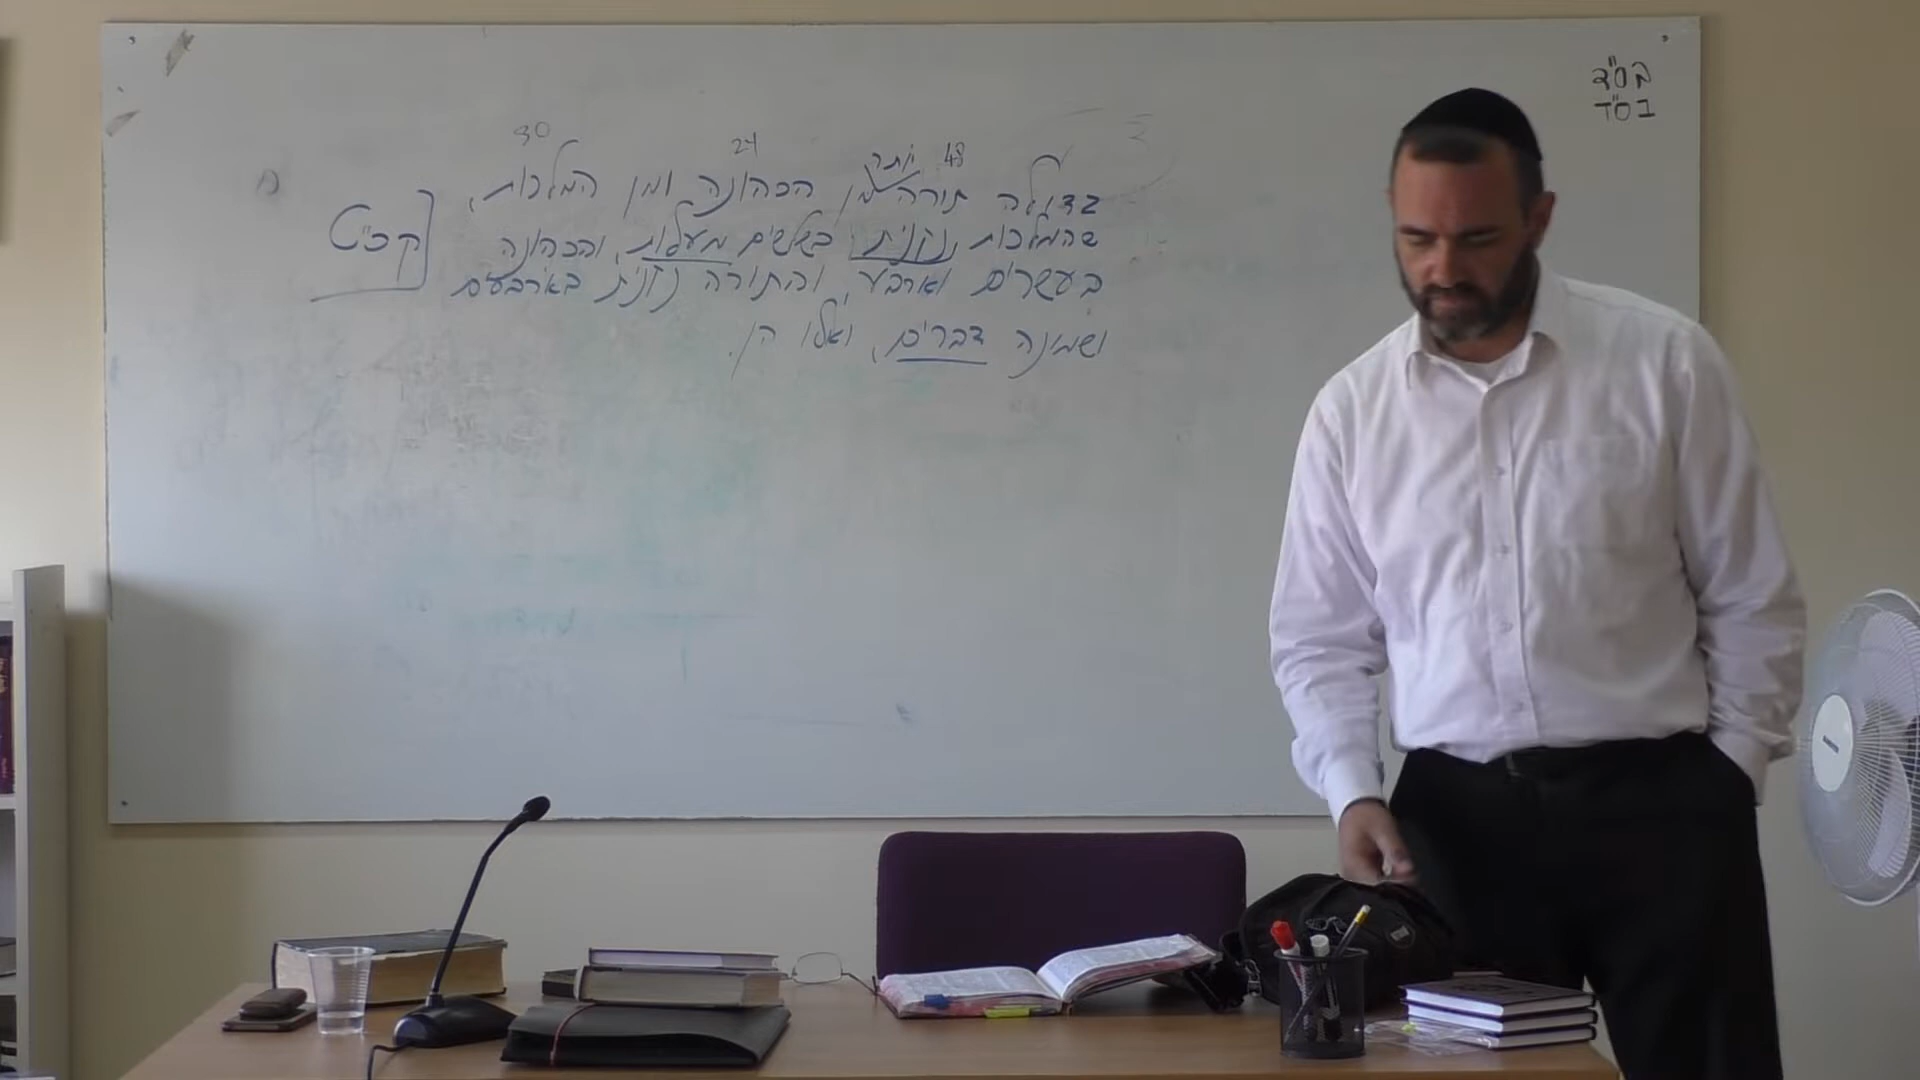 בס"ד
בס"ד
30 24 48
יותר
גדולה תורה מן הכהונה ומן המלכות,
שהמלכות נקנית בשלשים מעלות, והכהונה
בעשרים וארבע, והתורה נקנית בארבעים
ושמונה דברים, ואלו הן.